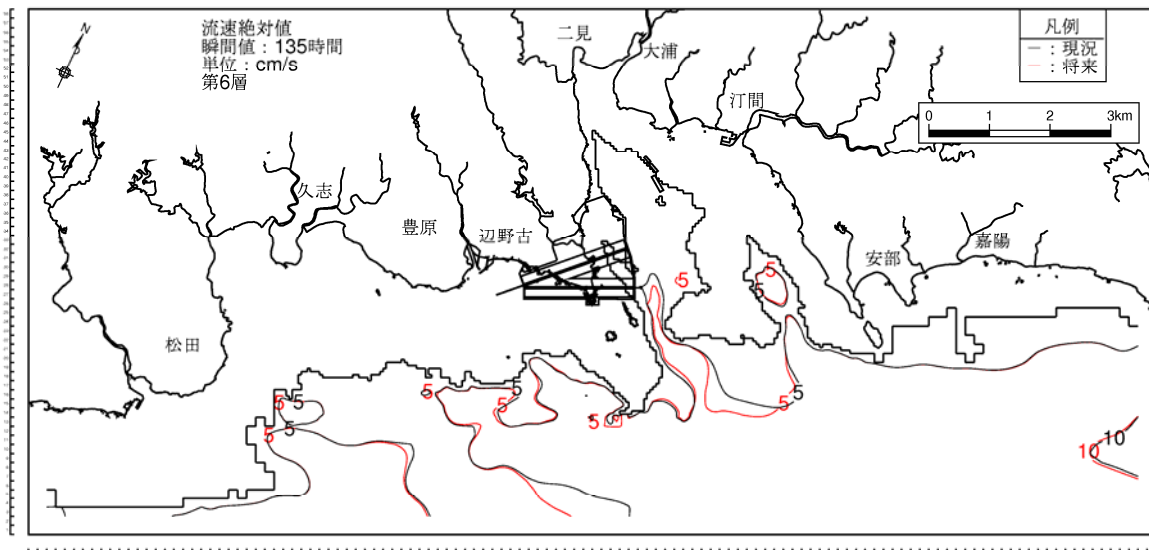 流速絶対値
瞬間値：135時間
単位：cm/s
第6層
N
凡例
－：現況
－：将来
0 1 2 3km
二見
大浦
汀間
久志
豊原
辺野古
安部
嘉陽
松田
5
5
5
5
5
5
5
5
5
5
5
5
5
5
10
10